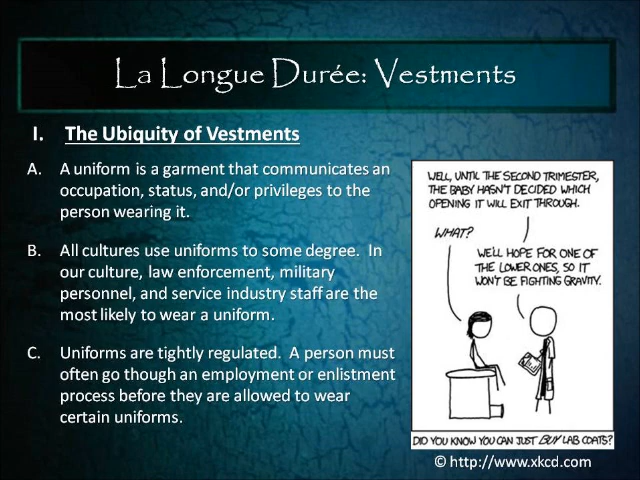 La Longue Durée: Vestments
I. The Ubiquity of Vestments
A. A uniform is a garment that communicates an
occupation, status, and/or privileges to the
person wearing it.
B. All cultures use uniforms to some degree. In
our culture, law enforcement, military
personnel, and service industry staff are the
most likely to wear a uniform.
C. Uniforms are tightly regulated. A person must
often go though an employment or enlistment
process before they are allowed to wear
certain uniforms.
WELL, UNTIL THE SECOND TRIMESTER,
THE BABY HASN'T DECIDED WHICH
OPENING IT WILL EXIT THROUGH.
WHAT?
WE'LL HOPE FOR ONE OF
THE LOWER ONES, SO IT
WON'T BE FIGHTING GRAVITY.
DID YOU KNOW YOU CAN JUST BUY LAB COATS?
© http://www.xkcd.com